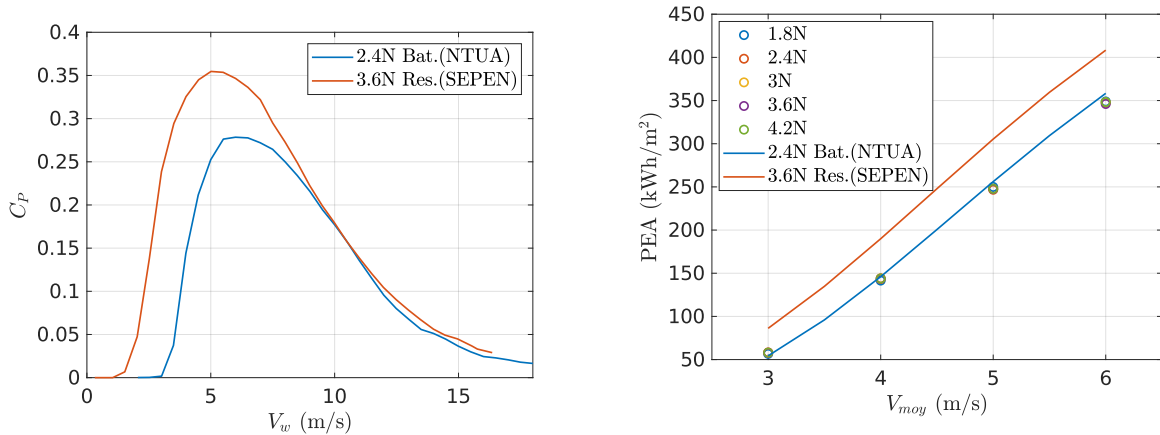 0.4
0.35
0.3
0.25
0.2
0.15
0.1
0.05
0
C_P
2.4N Bat.(NTUA)
3.6N Res.(SEPEN)
0 5 10 15
V_w (m/s)
450
400
350
300
250
200
150
100
50
PEA (kWh/m²)
1.8N
2.4N
3N
3.6N
4.2N
2.4N Bat.(NTUA)
3.6N Res.(SEPEN)
3 4 5 6
V_moy (m/s)